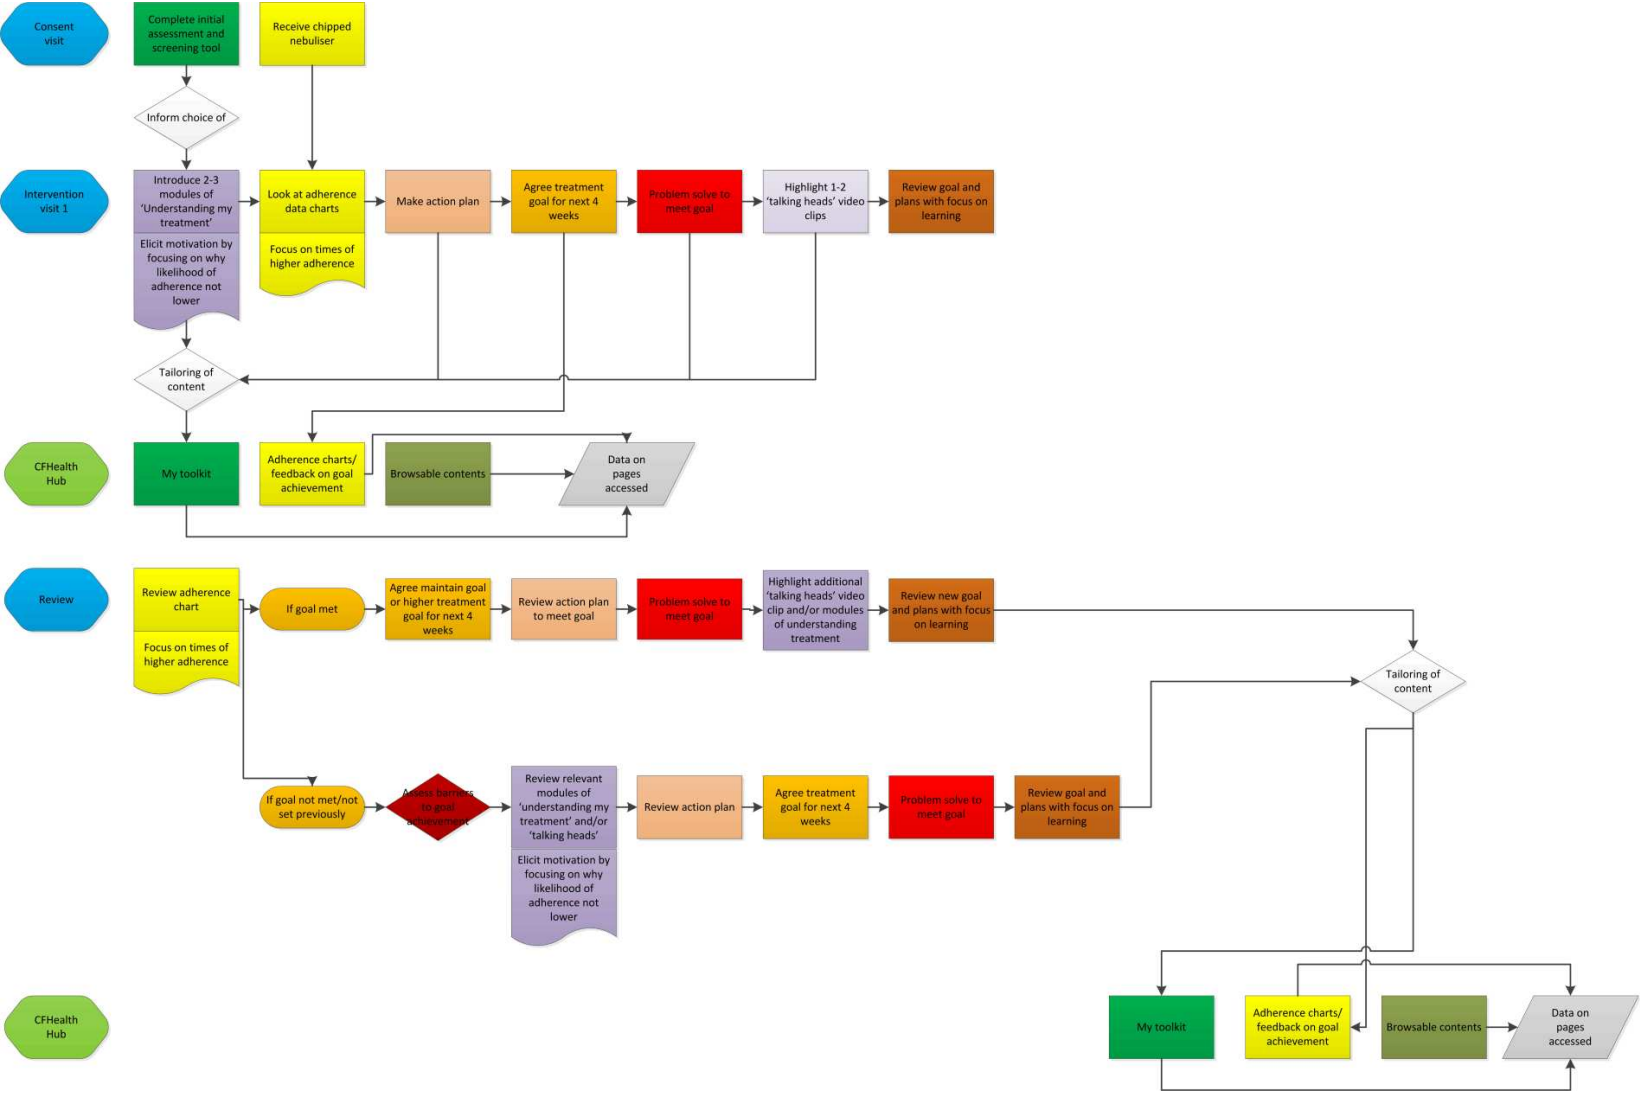 Consent
visit
Complete initial
assessment and
screening tool
Receive chipped
nebuliser
Inform choice of
Intervention
visit 1
Introduce 2-3
modules of
‘Understanding my
treatment’
Elicit motivation by
focusing on why
likelihood of
adherence not
lower
Look at adherence
data charts
Focus on times of
higher adherence
Make action plan
Agree treatment
goal for next 4
weeks
Problem solve to
meet goal
Highlight 1-2
‘talking heads’ video
clips
Review goal and
plans with focus on
learning
Tailoring of
content
CFHealth
Hub
My toolkit
Adherence charts/
feedback on goal
achievement
Browsable contents
Data on
pages
accessed
Review
Review adherence
chart
Focus on times of
higher adherence
If goal met
Agree maintain goal
or higher treatment
goal for next 4
weeks
Review action plan
to meet goal
Problem solve to
meet goal
Highlight additional
‘talking heads’ video
clip and/or modules
of understanding
treatment
Review new goal
and plans with focus
on learning
Tailoring of
content
If goal not met/not
set previously
Assess barriers
to goal
achievement
Review relevant
modules of
‘understanding my
treatment’ and/or
‘talking heads’
Elicit motivation by
focusing on why
likelihood of
adherence not
lower
Review action plan
Agree treatment
goal for next 4
weeks
Problem solve to
meet goal
Review goal and
plans with focus on
learning
CFHealth
Hub
My toolkit
Adherence charts/
feedback on goal
achievement
Browsable contents
Data on
pages
accessed